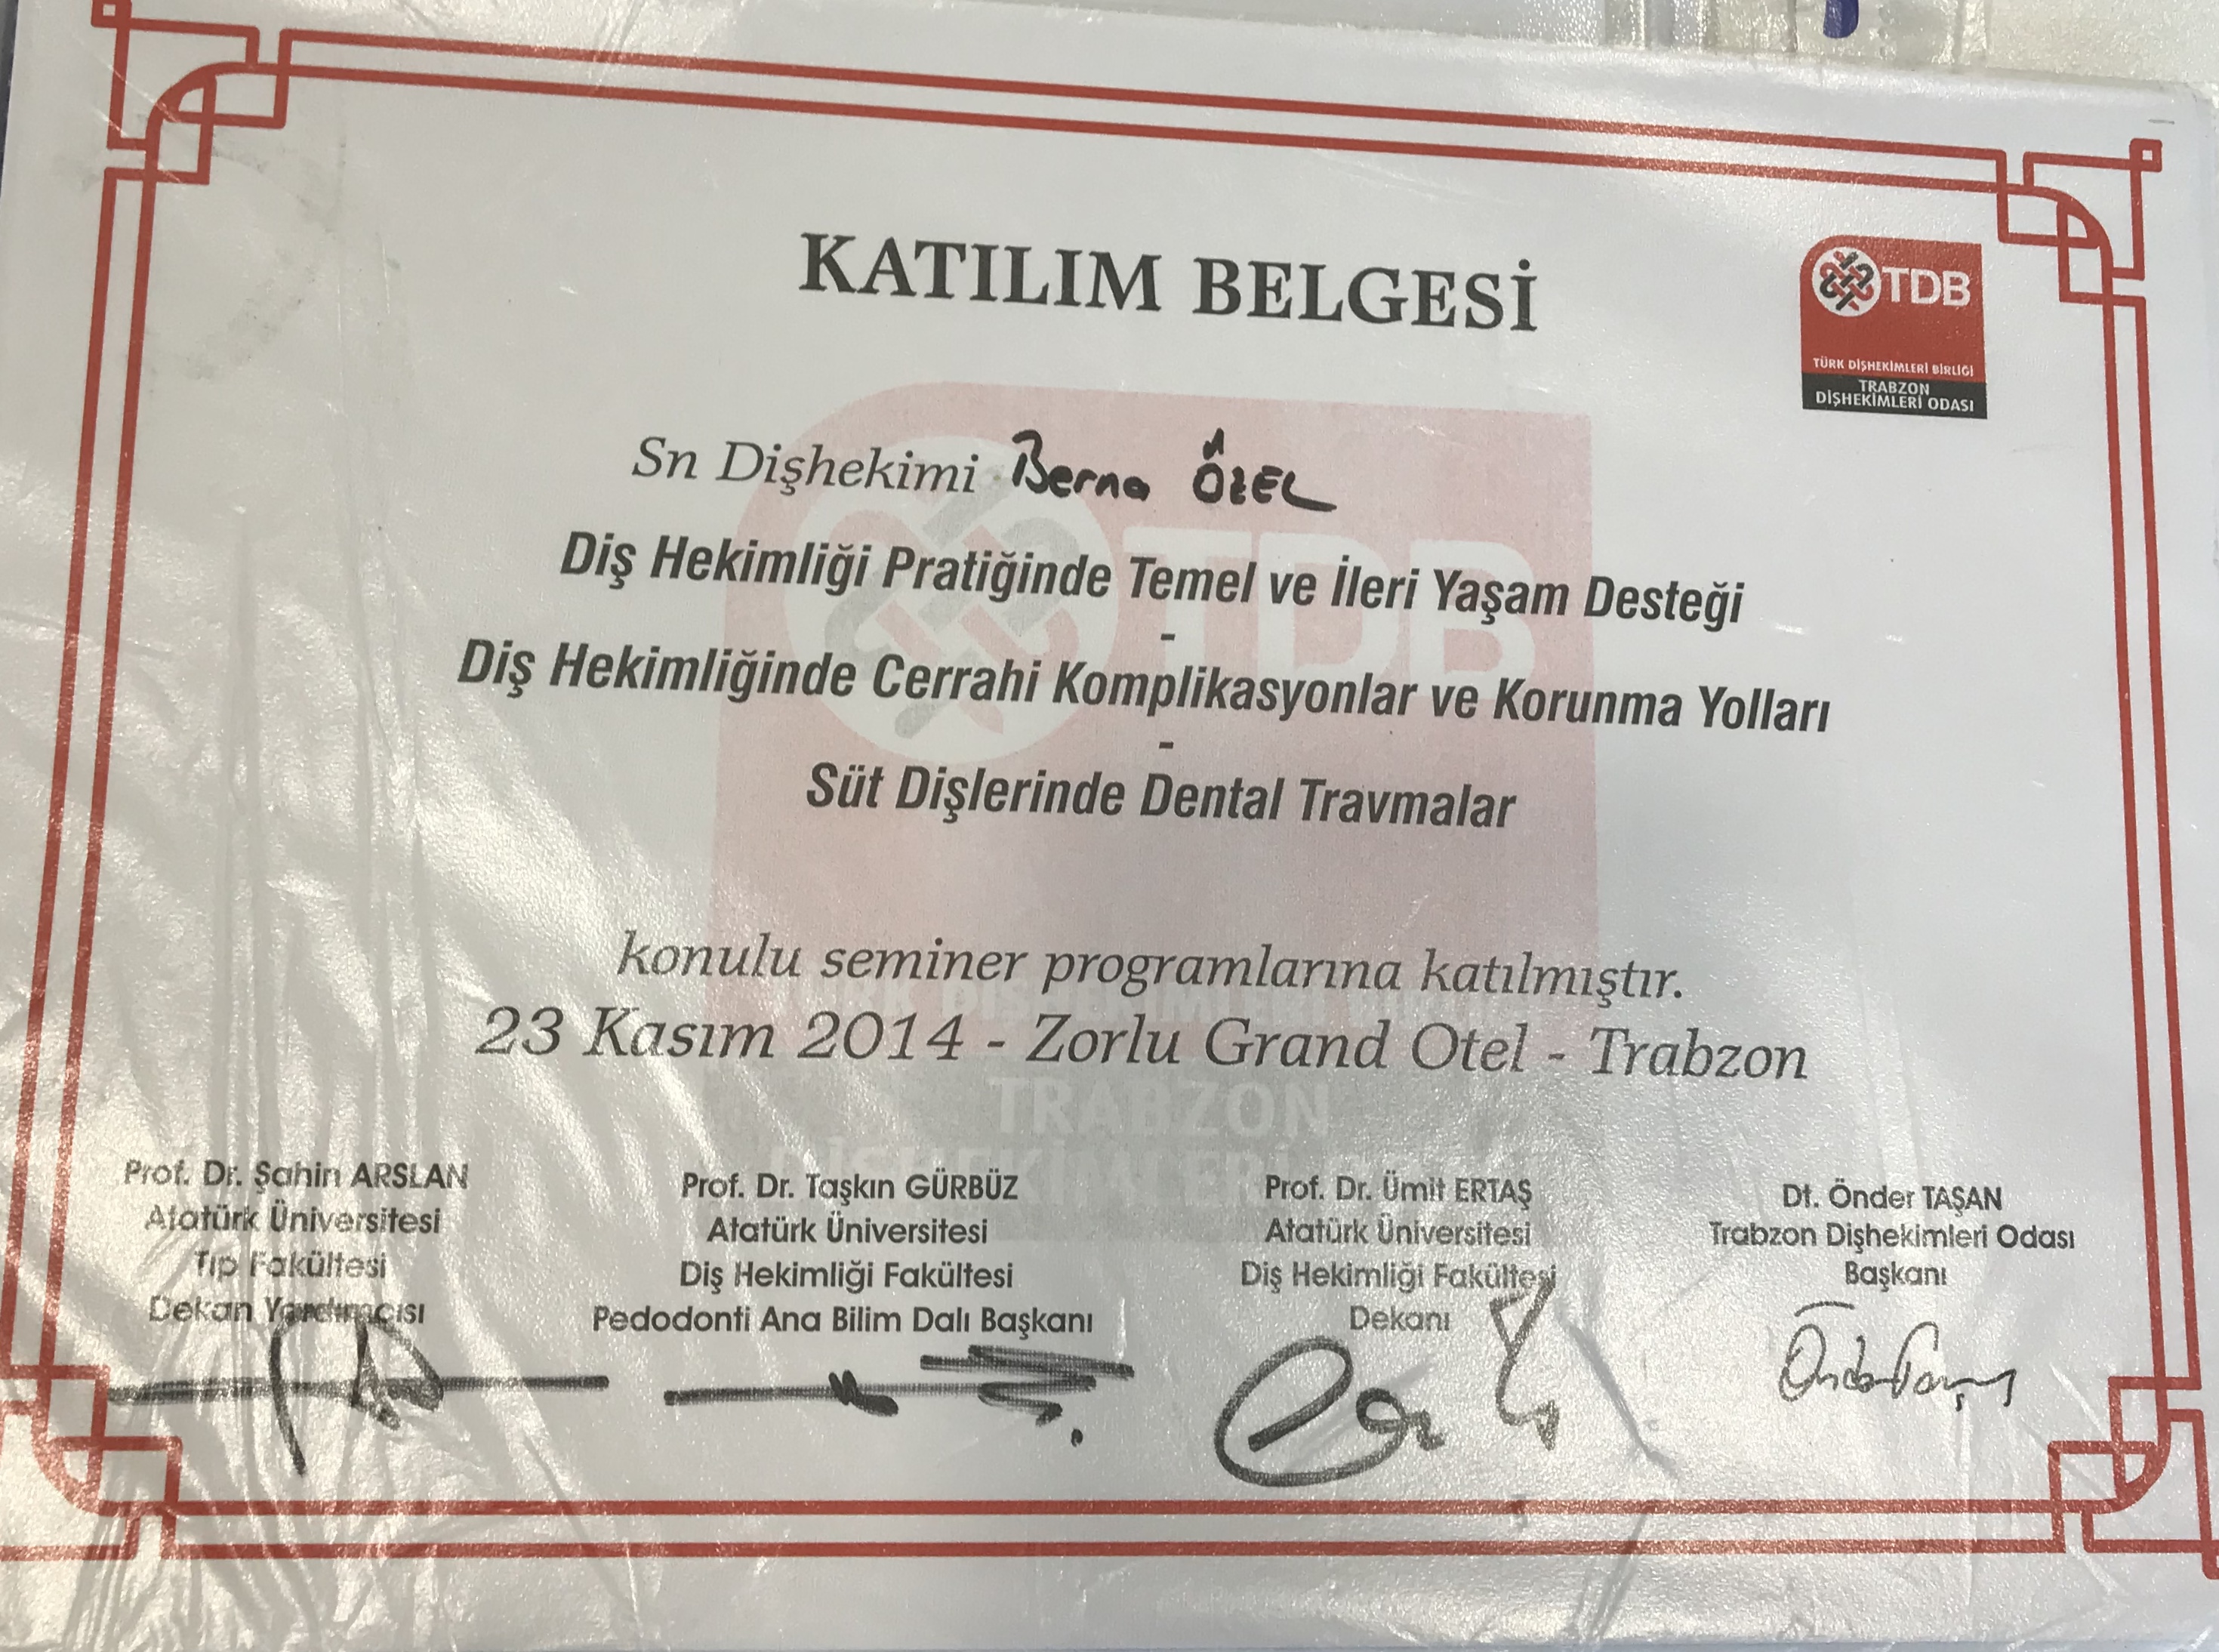 KATILIM BELGESİ
TDB
TÜRK DİŞHEKİMLERİ BİRLİĞİ
TRABZON
DİŞHEKİMLERİ ODASI
Sn Dişhekimi Berna ÖZEL
Diş Hekimliği Pratiğinde Temel ve İleri Yaşam Desteği
-
Diş Hekimliğinde Cerrahi Komplikasyonlar ve Korunma Yolları
-
Süt Dişlerinde Dental Travmalar
konulu seminer programlarına katılmıştır.
23 Kasım 2014 - Zorlu Grand Otel - Trabzon
TDB
TRABZON
Prof. Dr. Şahin ARSLAN
Atatürk Üniversitesi
Tıp Fakültesi
Dekan Yardımcısı
Prof. Dr. Taşkın GÜRBÜZ
Atatürk Üniversitesi
Diş Hekimliği Fakültesi
Pedodonti Ana Bilim Dalı Başkanı
Prof. Dr. Ümit ERTAŞ
Atatürk Üniversitesi
Diş Hekimliği Fakültesi
Dekanı
Dt. Önder TAŞAN
Trabzon Dişhekimleri Odası
Başkanı